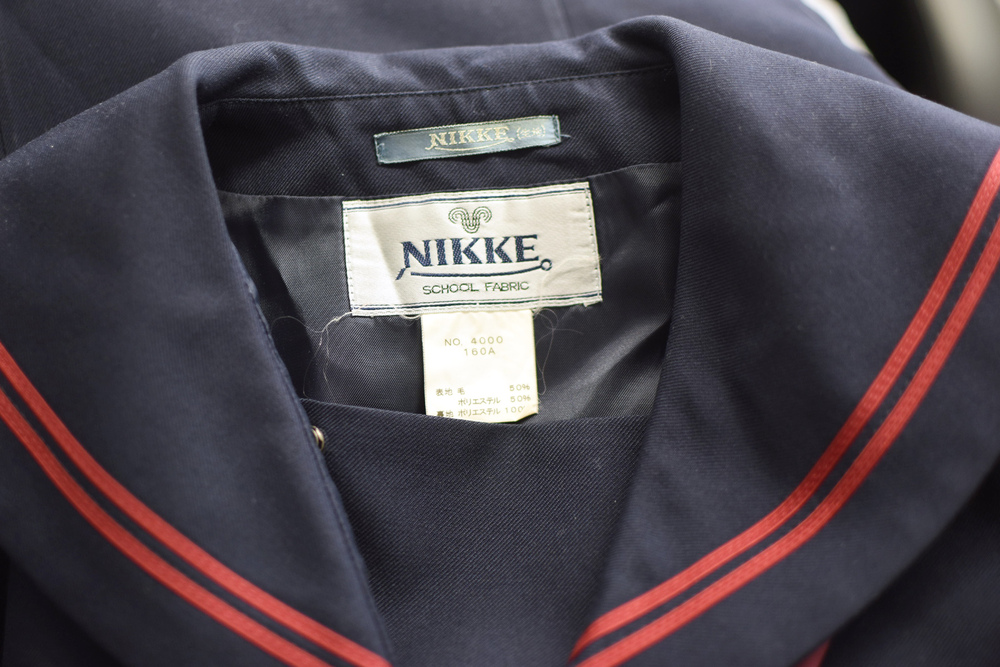 NIKKE
NIKKE
SCHOOL FABRIC
NO. 4000
160A
表地 毛 50%
ポリエステル 50%
裏地 ポリエステル 100